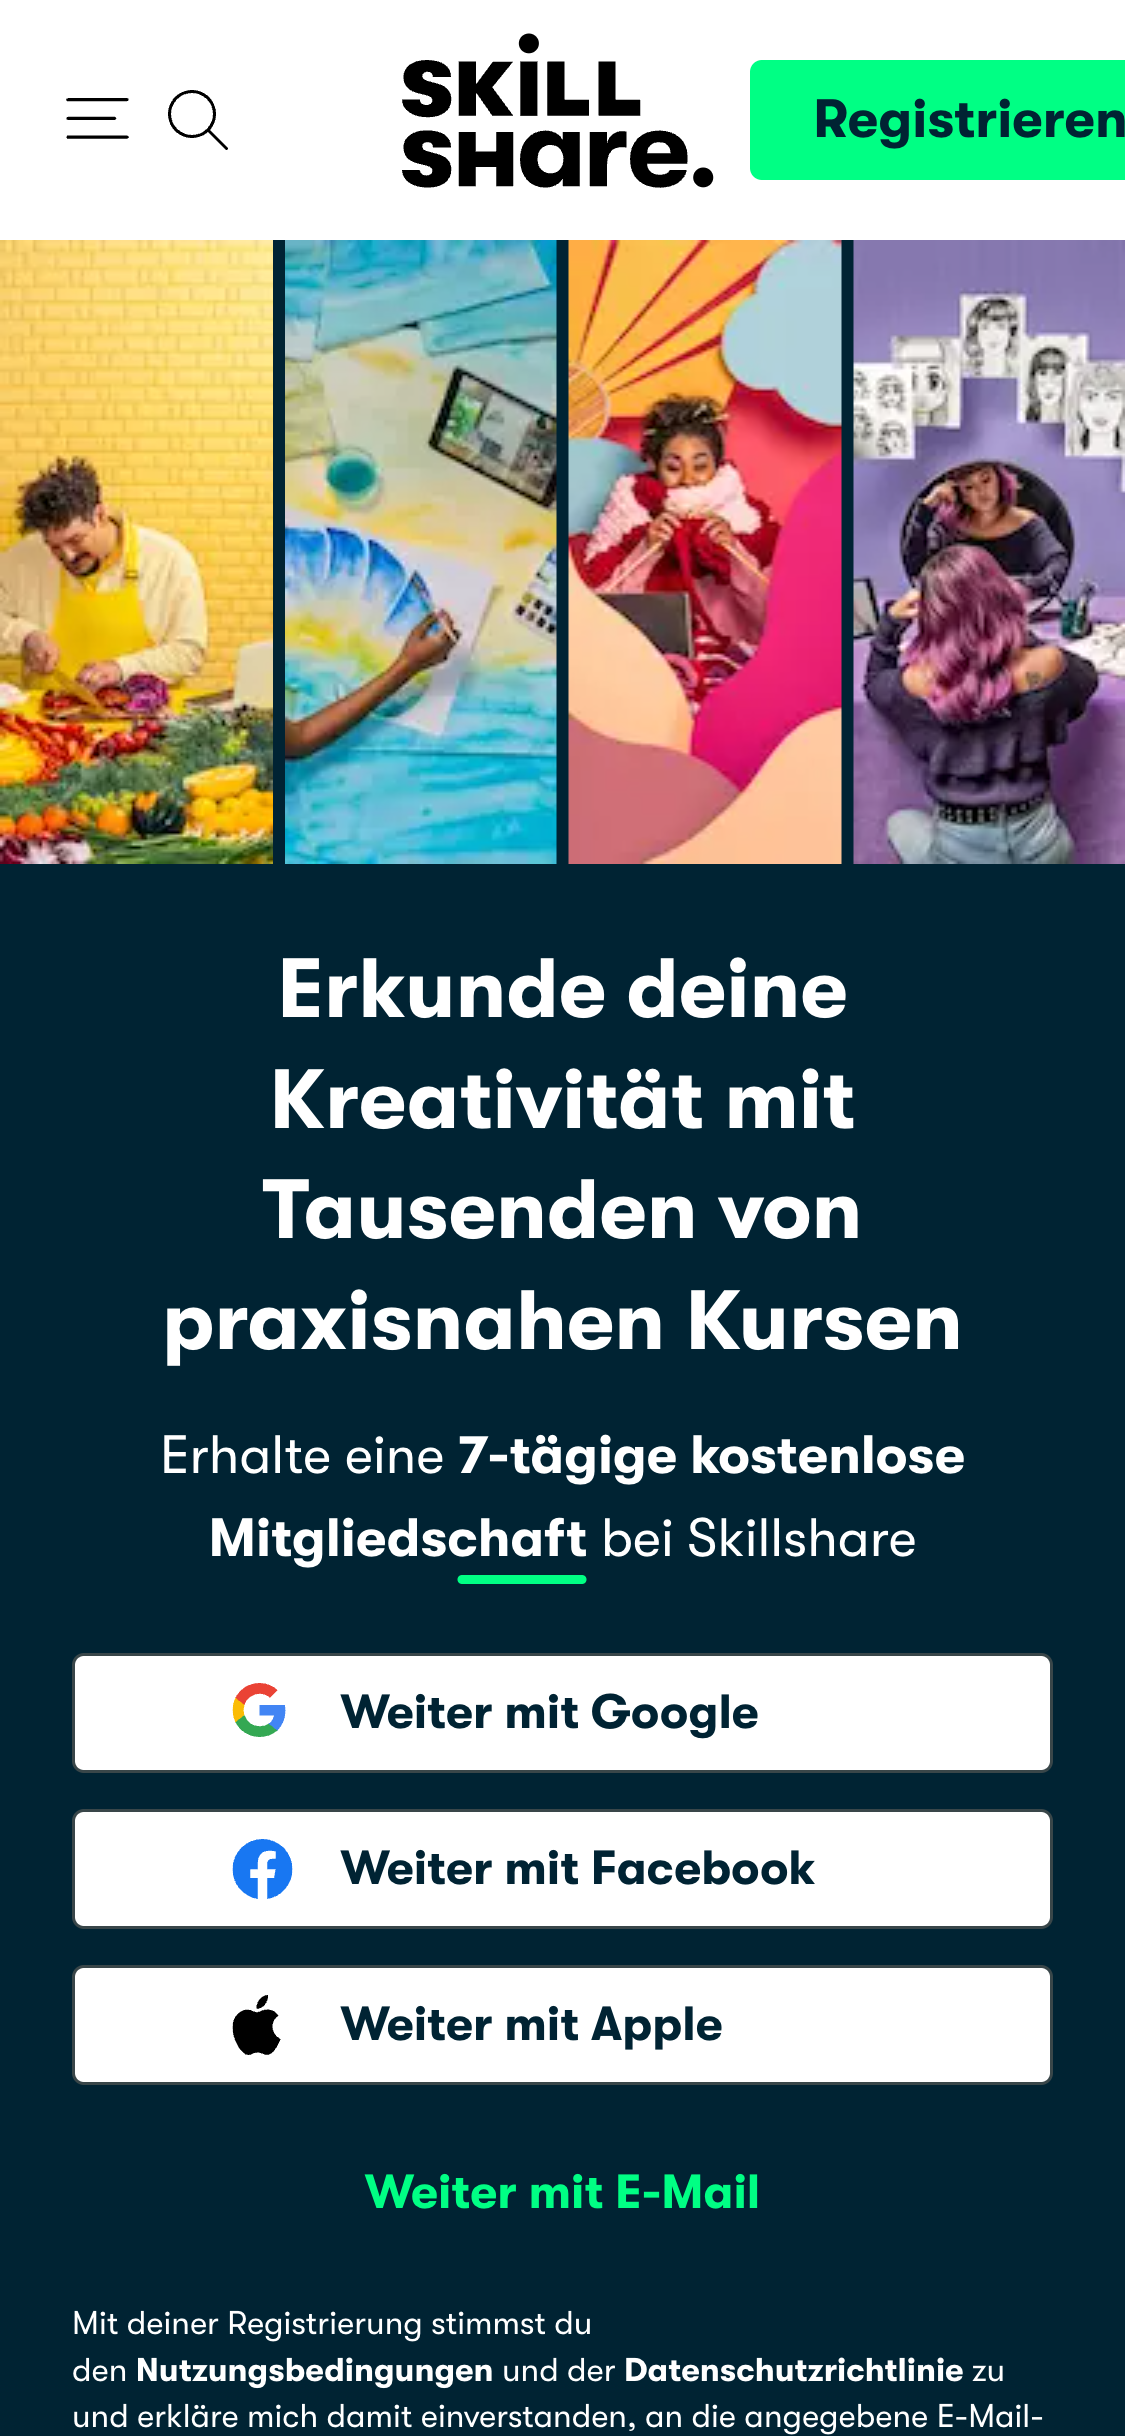 SKILL
SHare.
Registrieren
Erkunde deine
Kreativität mit
Tausenden von
praxisnahen Kursen
Erhalte eine 7-tägige kostenlose
Mitgliedschaft bei Skillshare
Weiter mit Google
Weiter mit Facebook
Weiter mit Apple
Weiter mit E-Mail
Mit deiner Registrierung stimmst du
den Nutzungsbedingungen und der Datenschutzrichtlinie zu
und erkläre mich damit einverstanden, an die angegebene E-Mail-